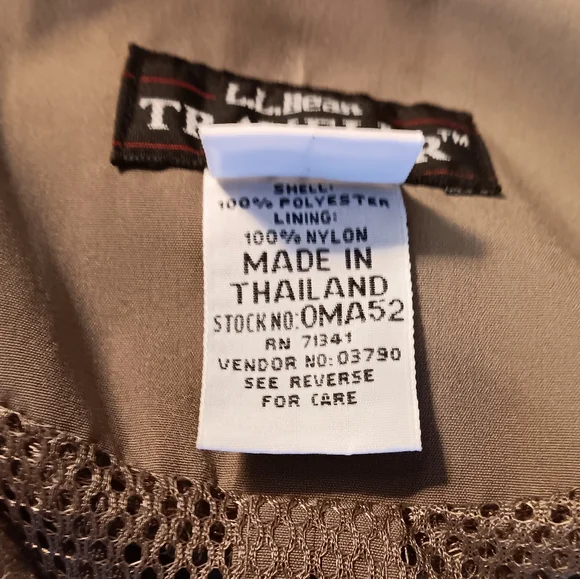 L.L.Bean
SHELL:
100% POLYESTER
LINING:
100% NYLON
MADE IN
THAILAND
STOCK NO: OMA52
RN 71341
VENDOR NO: 03790
SEE REVERSE
FOR CARE